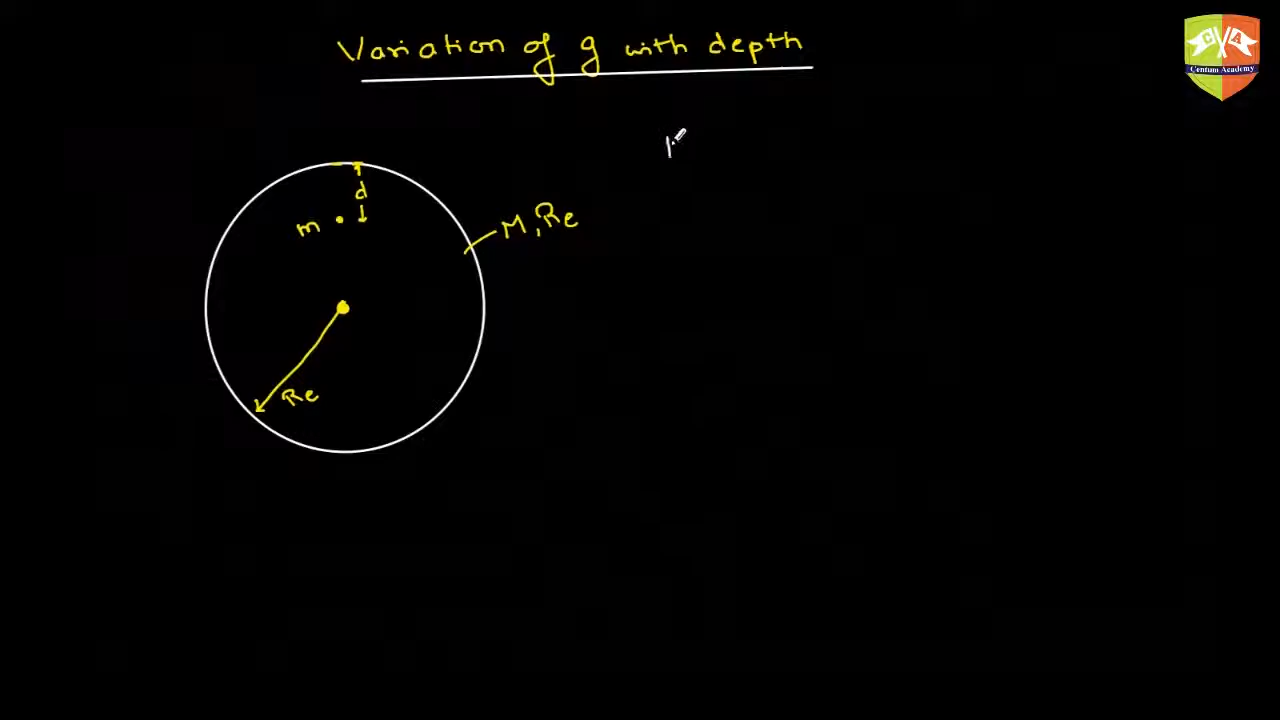 Variation of g with depth
d
m
M, Re
Re
C A
Centum Academy